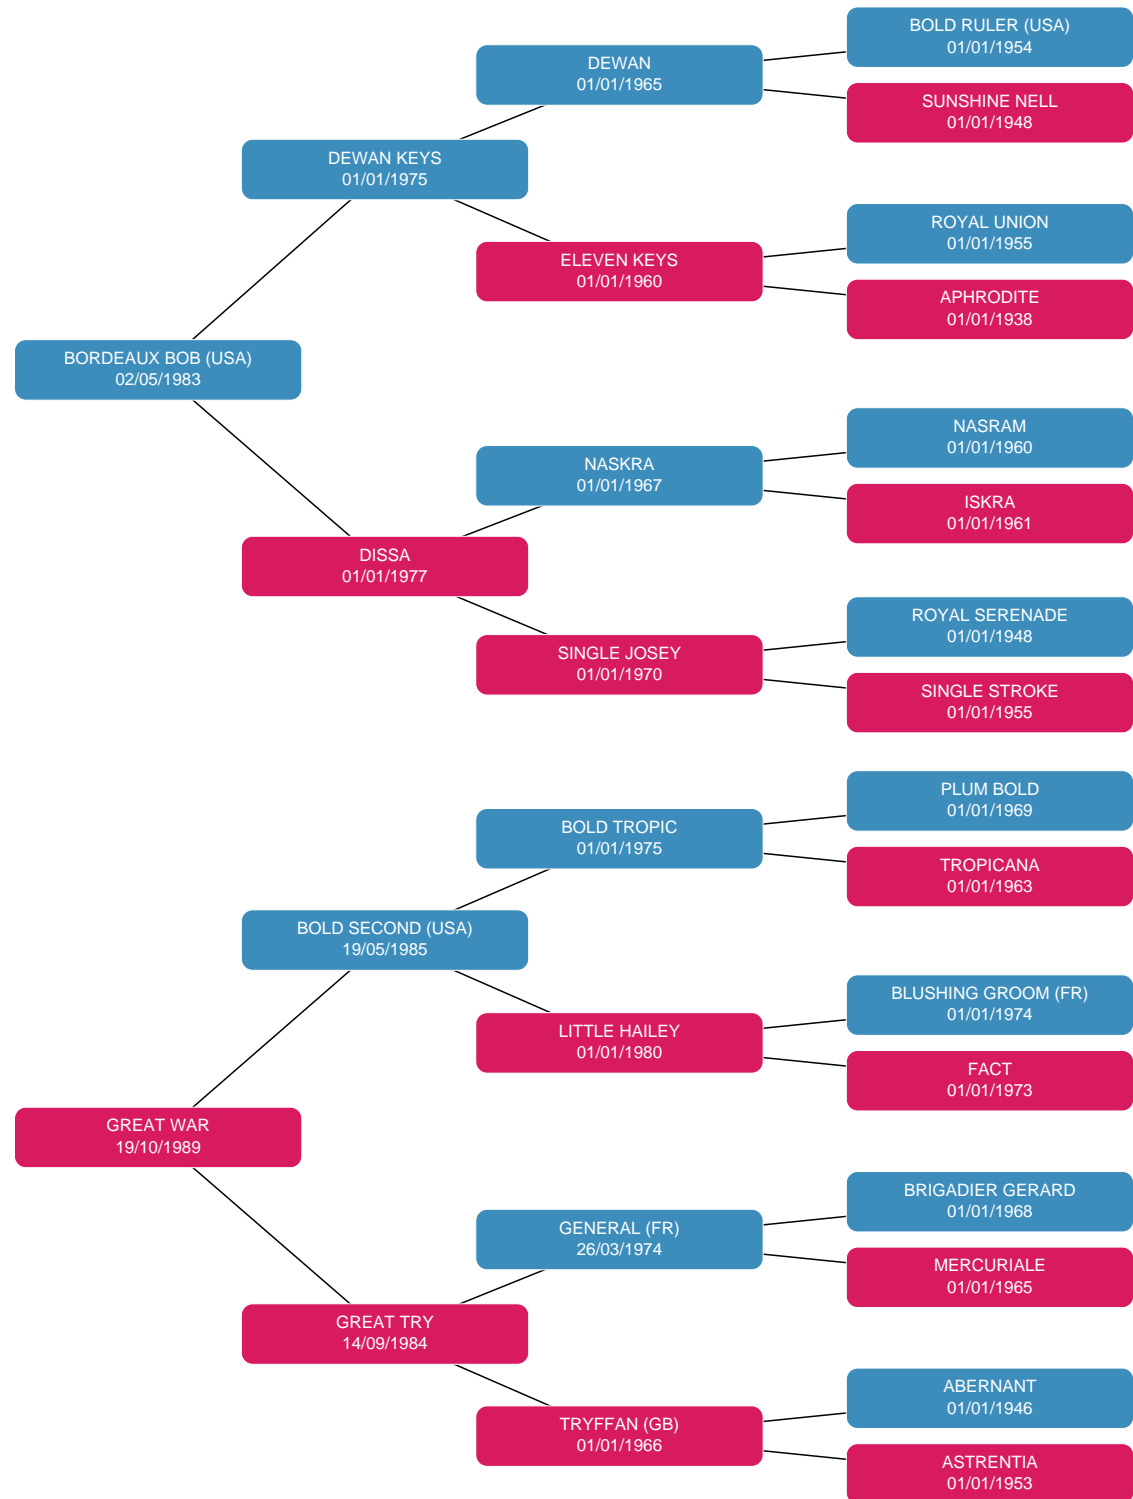 BOLD RULER (USA)
01/01/1954
DEWAN
01/01/1965
SUNSHINE NELL
01/01/1948
DEWAN KEYS
01/01/1975
ROYAL UNION
01/01/1955
ELEVEN KEYS
01/01/1960
APHRODITE
01/01/1938
BORDEAUX BOB (USA)
02/05/1983
NASRAM
01/01/1960
NASKRA
01/01/1967
ISKRA
01/01/1961
DISSA
01/01/1977
ROYAL SERENADE
01/01/1948
SINGLE JOSEY
01/01/1970
SINGLE STROKE
01/01/1955
PLUM BOLD
01/01/1969
BOLD TROPIC
01/01/1975
TROPICANA
01/01/1963
BOLD SECOND (USA)
19/05/1985
BLUSHING GROOM (FR)
01/01/1974
LITTLE HAILEY
01/01/1980
FACT
01/01/1973
GREAT WAR
19/10/1989
BRIGADIER GERARD
01/01/1968
GENERAL (FR)
26/03/1974
MERCURIALE
01/01/1965
GREAT TRY
14/09/1984
ABERNANT
01/01/1946
TRYFFAN (GB)
01/01/1966
ASTRENTIA
01/01/1953